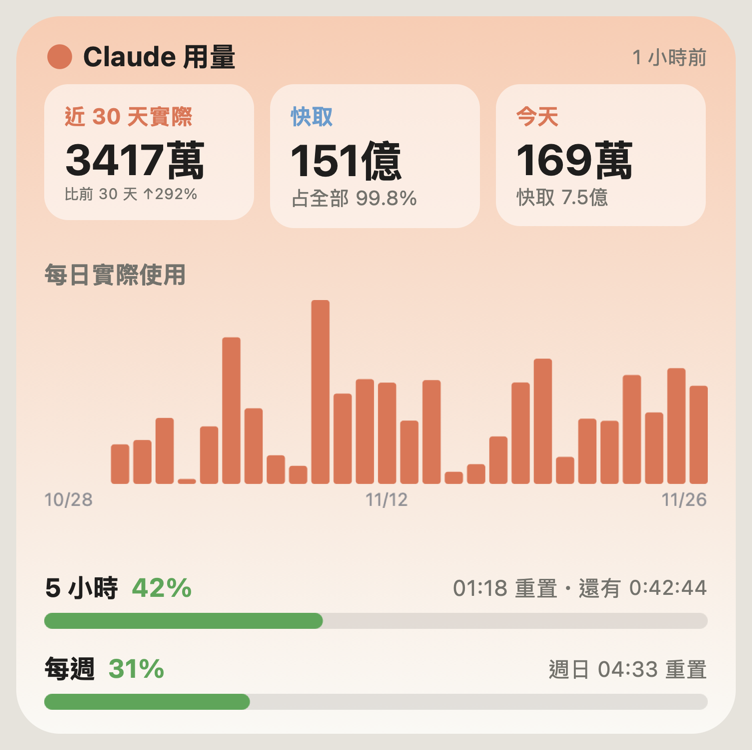 Claude 用量
1 小時前
近 30 天實際
3417萬
比前 30 天 ↑292%
快取
151億
占全部 99.8%
今天
169萬
快取 7.5億
每日實際使用
10/28
11/12
11/26
5 小時 42%
01:18 重置・還有 0:42:44
每週 31%
週日 04:33 重置